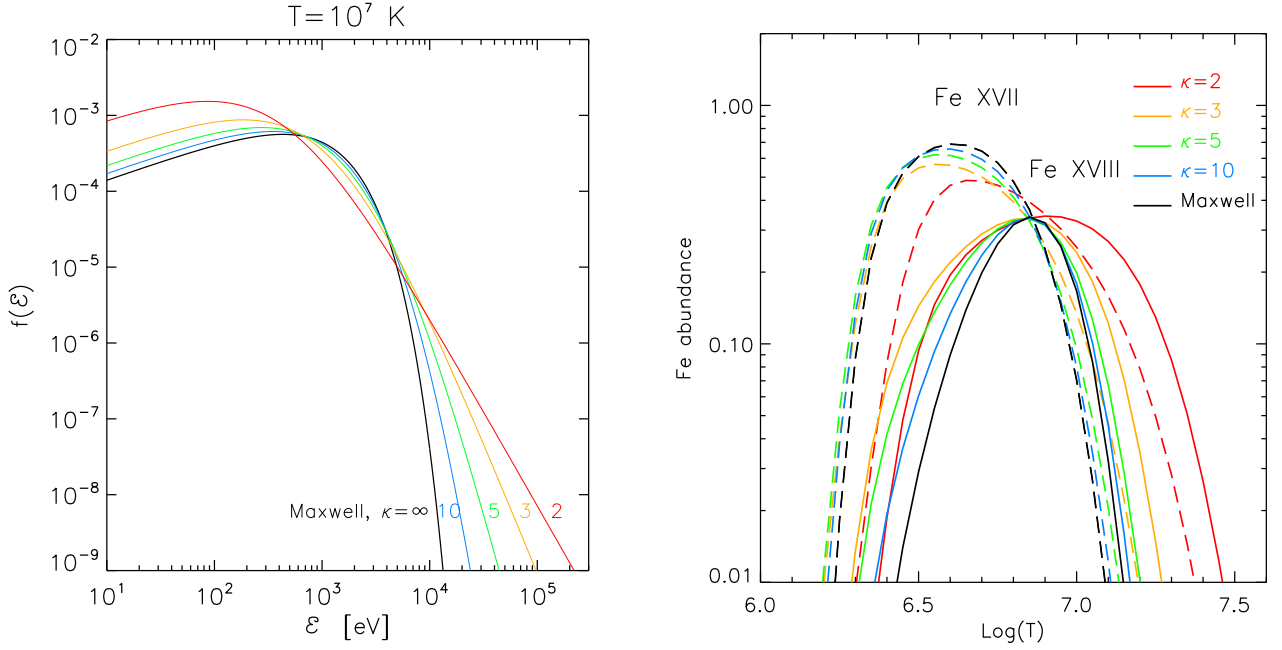 T=10⁷ K
10⁻²
10⁻³
10⁻⁴
10⁻⁵
10⁻⁶
10⁻⁷
10⁻⁸
10⁻⁹
f(ℰ)
Maxwell, κ=∞ 10 5 3 2
10¹ 10² 10³ 10⁴ 10⁵
ℰ [eV]
1.00
0.10
0.01
Fe abundance
Fe XVII
Fe XVIII
κ=2
κ=3
κ=5
κ=10
Maxwell
6.0 6.5 7.0 7.5
Log(T)